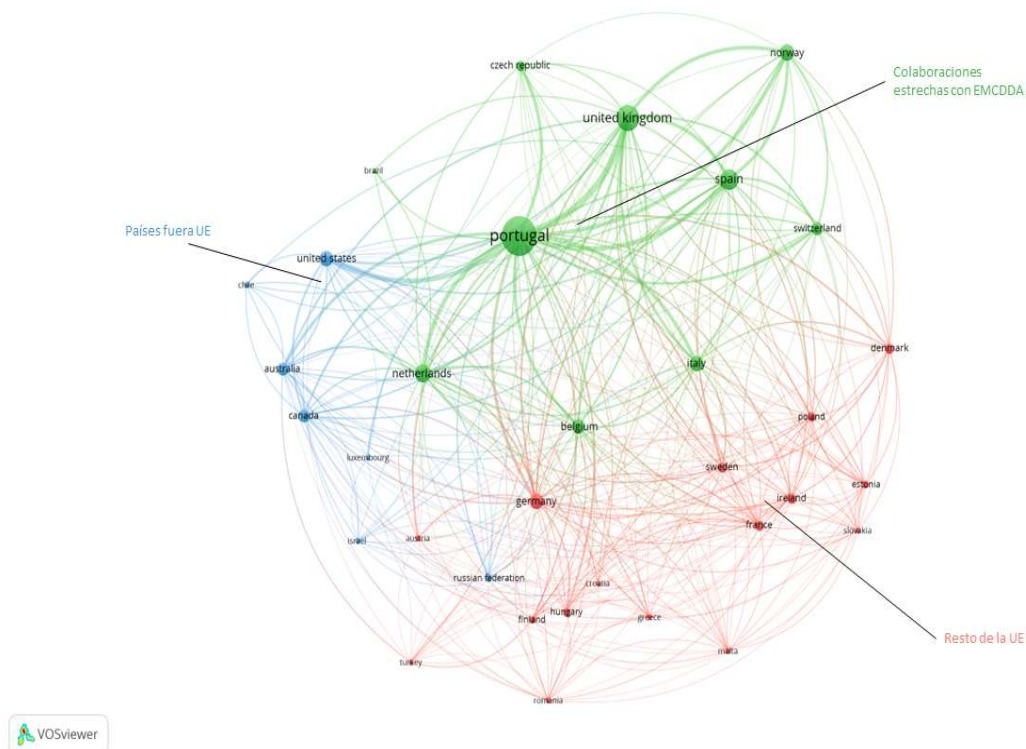 norway
czech republic
Colaboraciones
estrechas con EMCDDA
united kingdom
brazil
spain
Países fuera UE
portugal
switzerland
united states
chile
denmark
italy
australia
netherlands
canada
poland
belgium
luxembourg
sweden
estonia
germany
ireland
france
slovakia
israel
austria
russian federation
croatia
finland
hungary
greece
Resto de la UE
malta
turkey
romania
VOSviewer